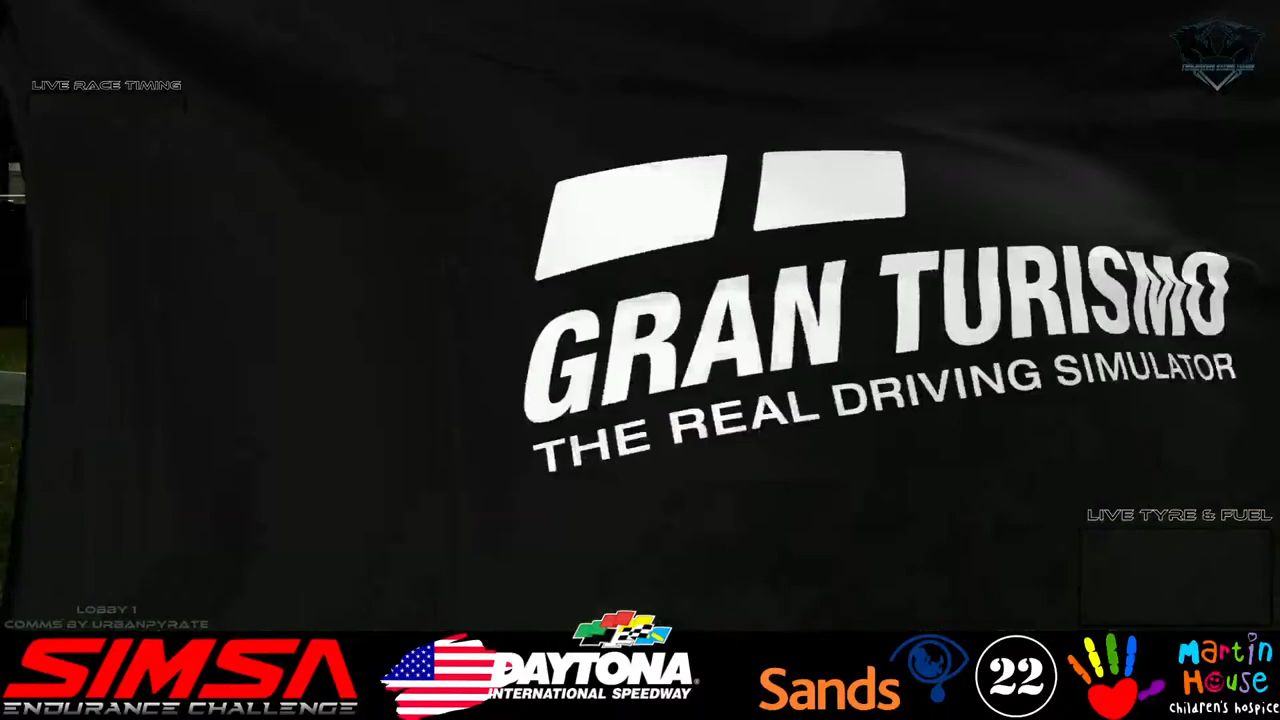 LIVE RACE TIMING
GRAN TURISMO
THE REAL DRIVING SIMULATOR
LIVE TYRE & FUEL
LOBBY 1
COMMS BY URBANPYRATE
SIMSA
ENDURANCE CHALLENGE
DAYTONA
INTERNATIONAL SPEEDWAY
Sands
22
martin
House
children's hospice